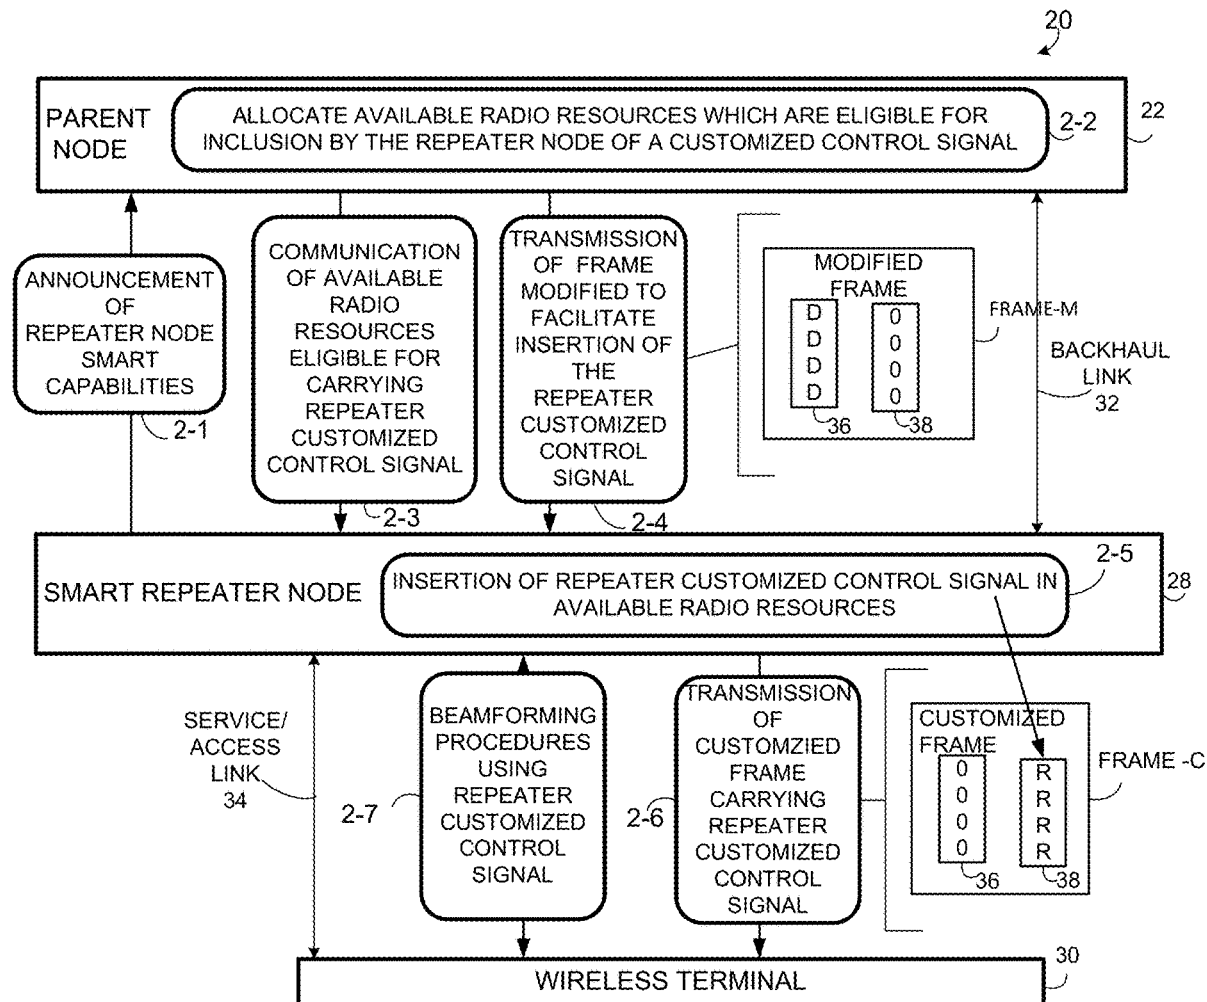 20
PARENT
NODE
ALLOCATE AVAILABLE RADIO RESOURCES WHICH ARE ELIGIBLE FOR
INCLUSION BY THE REPEATER NODE OF A CUSTOMIZED CONTROL SIGNAL
2-2
22
ANNOUNCEMENT
OF
REPEATER NODE
SMART
CAPABILITIES
2-1
COMMUNICATION
OF AVAILABLE
RADIO
RESOURCES
ELIGIBLE FOR
CARRYING
REPEATER
CUSTOMIZED
CONTROL SIGNAL
2-3
TRANSMISSION
OF FRAME
MODIFIED TO
FACILITATE
INSERTION OF
THE
REPEATER
CUSTOMIZED
CONTROL
SIGNAL
2-4
MODIFIED
FRAME
D
D
D
D
36
0
0
0
0
38
FRAME-M
BACKHAUL
LINK
32
SMART REPEATER NODE
INSERTION OF REPEATER CUSTOMIZED CONTROL SIGNAL IN
AVAILABLE RADIO RESOURCES
2-5
28
SERVICE/
ACCESS
LINK
34
BEAMFORMING
PROCEDURES
USING
REPEATER
CUSTOMIZED
CONTROL
SIGNAL
2-7
TRANSMISSION
OF
CUSTOMZIED
FRAME
CARRYING
REPEATER
CUSTOMIZED
CONTROL
SIGNAL
2-6
CUSTOMIZED
FRAME
0
0
0
0
36
R
R
R
R
38
FRAME -C
WIRELESS TERMINAL
30